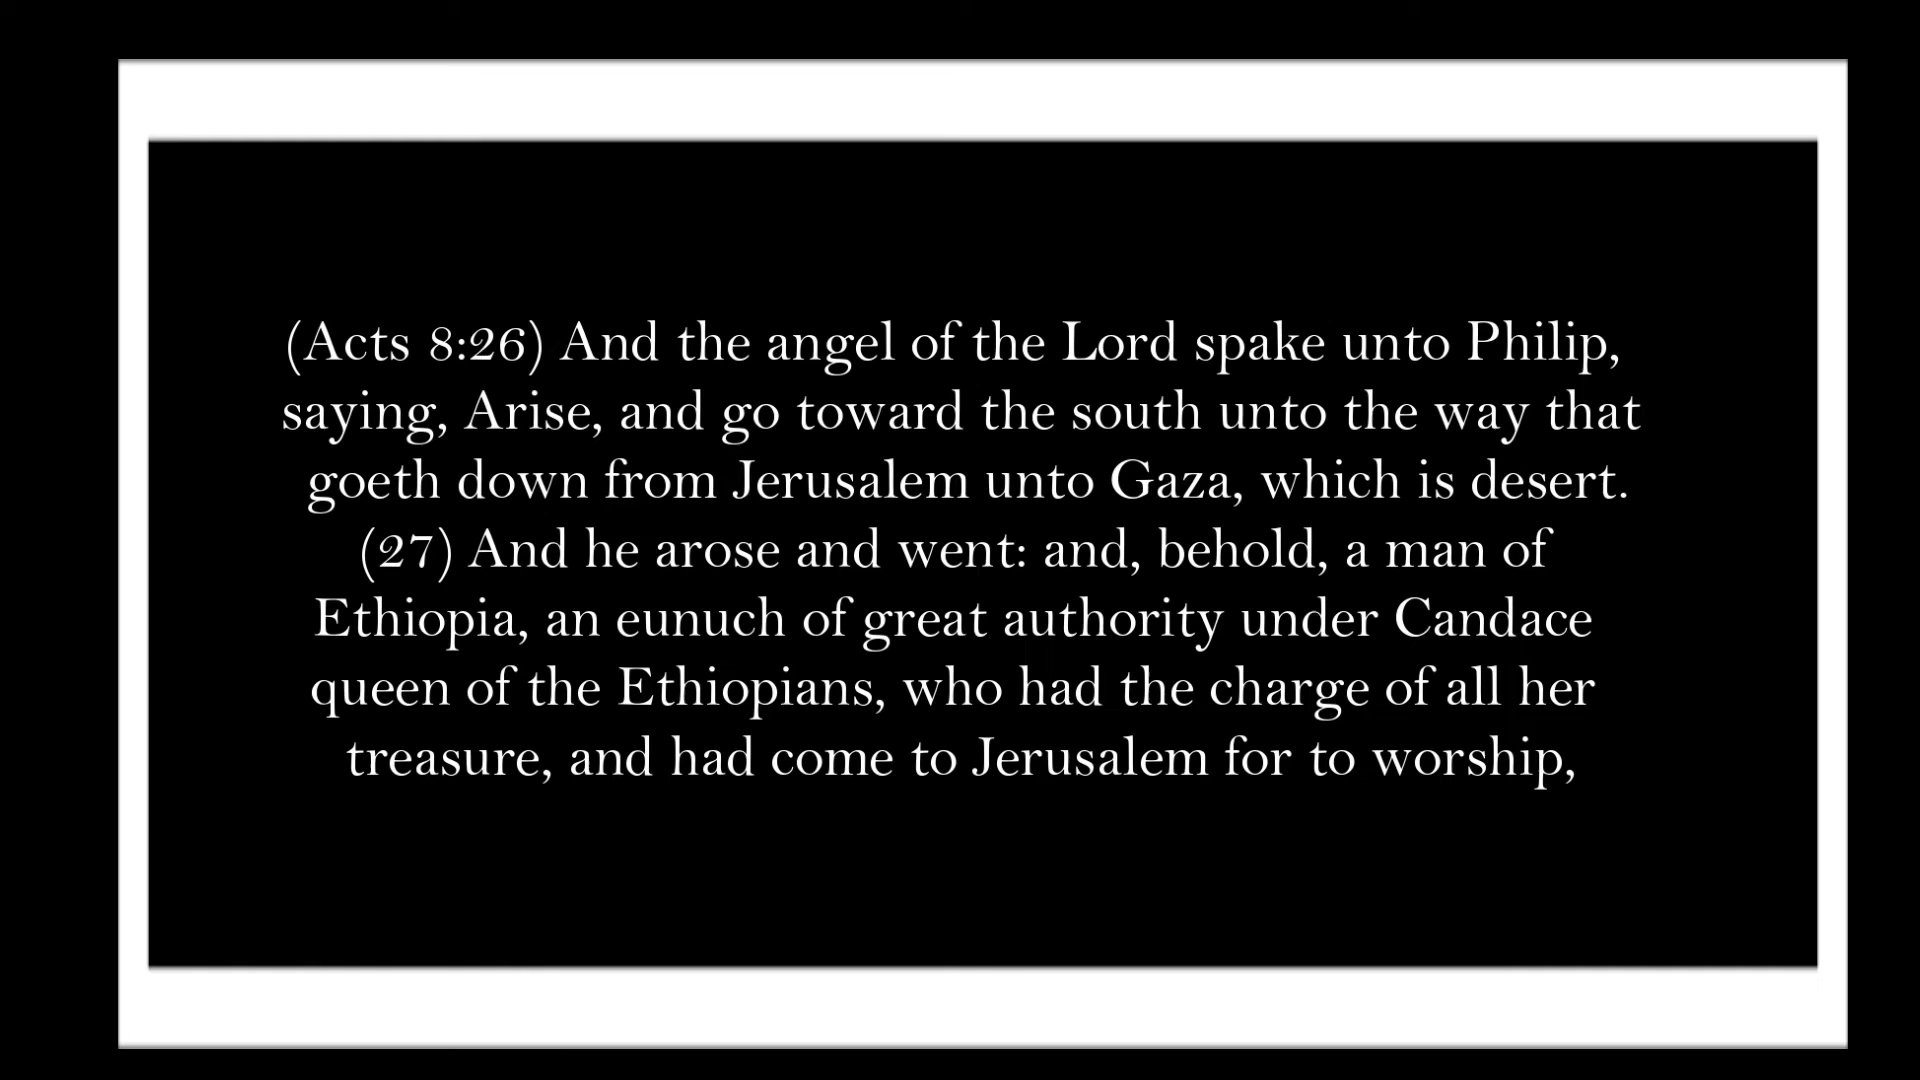 (Acts 8:26) And the angel of the Lord spake unto Philip,
saying, Arise, and go toward the south unto the way that
goeth down from Jerusalem unto Gaza, which is desert.
(27) And he arose and went: and, behold, a man of
Ethiopia, an eunuch of great authority under Candace
queen of the Ethiopians, who had the charge of all her
treasure, and had come to Jerusalem for to worship,